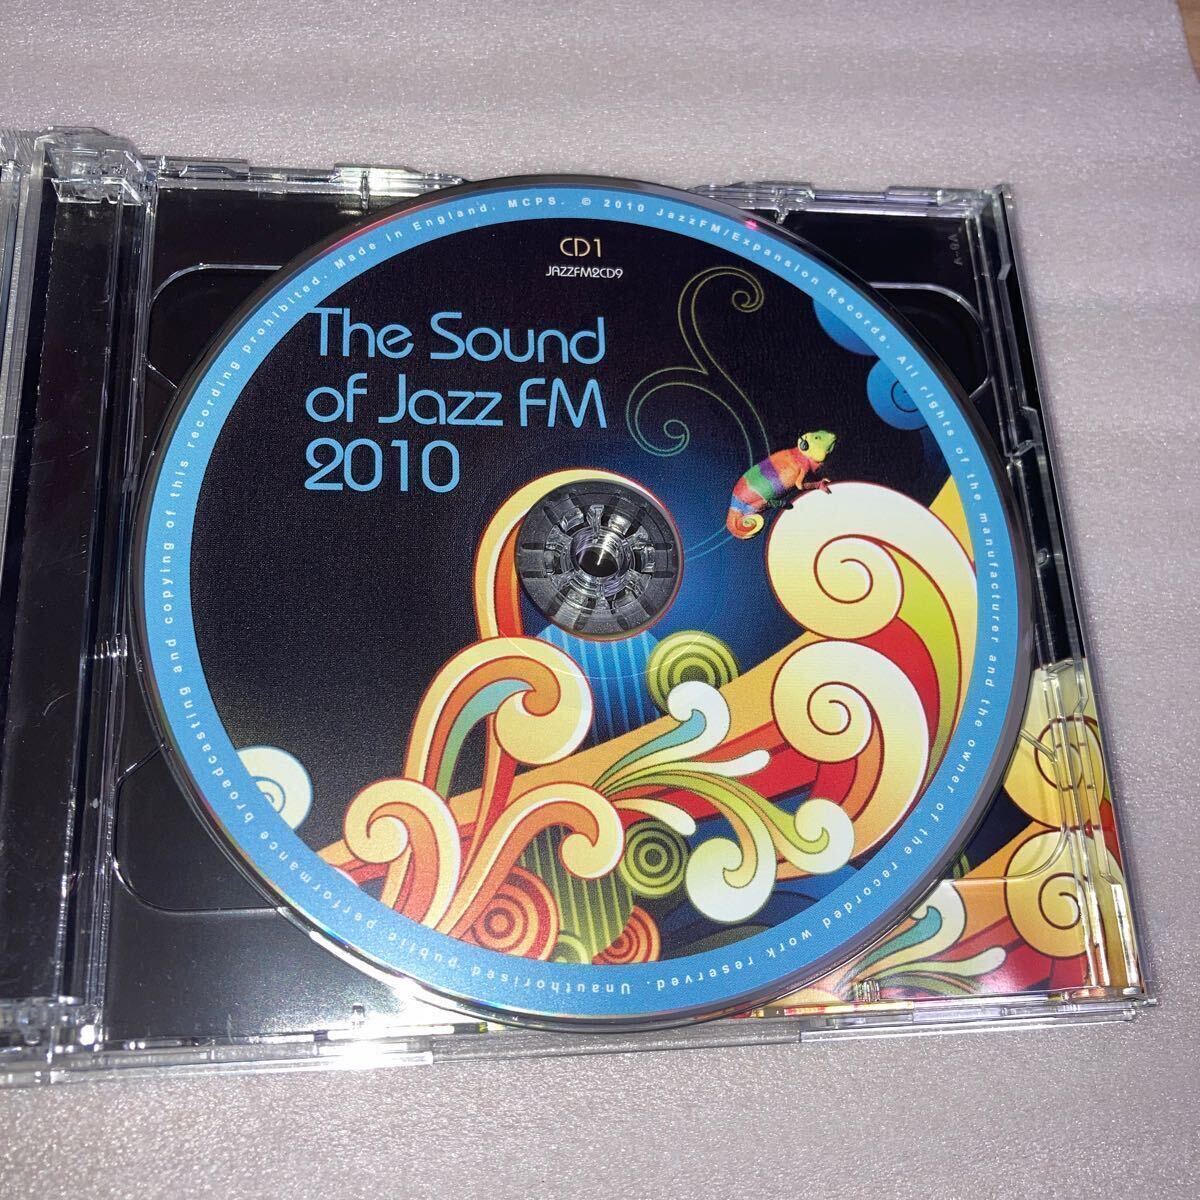 CD1
JAZZFM2CD9
The Sound
of Jazz FM
2010
Unauthorised public performance broadcasting and copying of this recording prohibited. Made in England. MCPS. © 2010 JazzFM/Expansion Records. All rights of the manufacturer and the owner of the recorded work reserved.